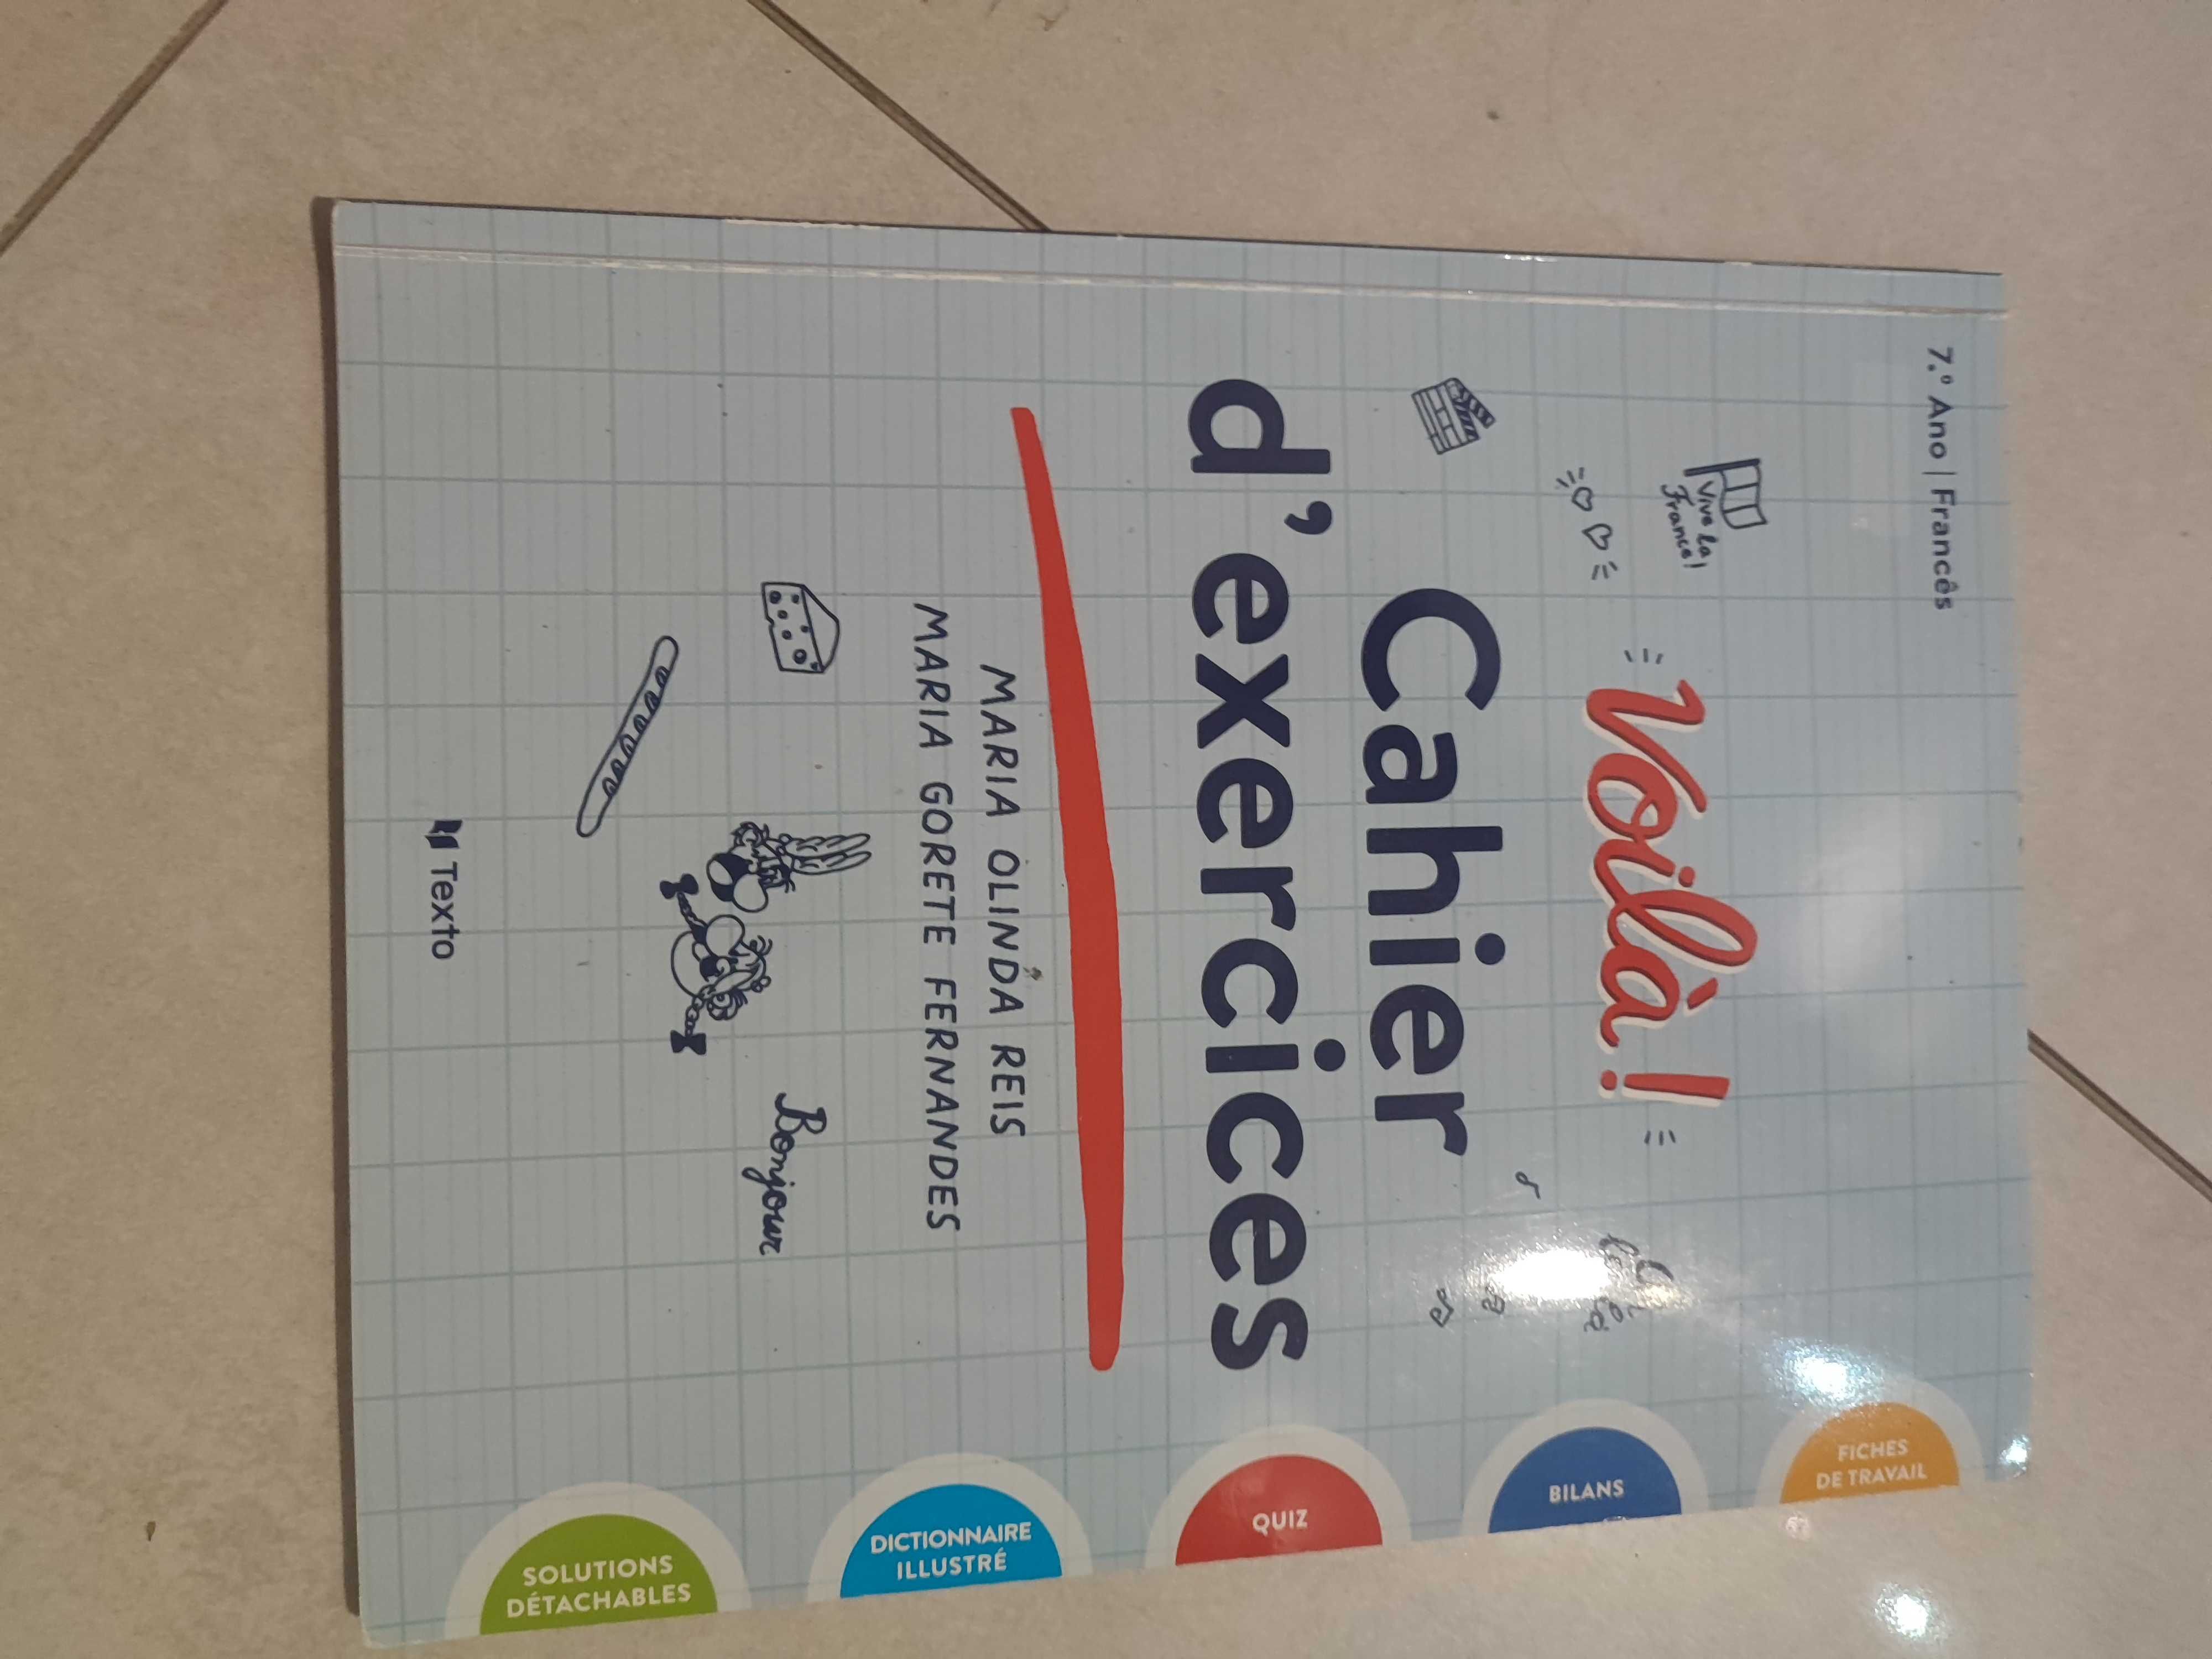 7.º Ano | Francês
Vive la
France!
Voilà !
Cahier
d'exercices
MARIA OLINDA REIS
MARIA GORETE FERNANDES
Bonjour
Texto
FICHES
DE TRAVAIL
BILANS
QUIZ
DICTIONNAIRE
ILLUSTRÉ
SOLUTIONS
DÉTACHABLES